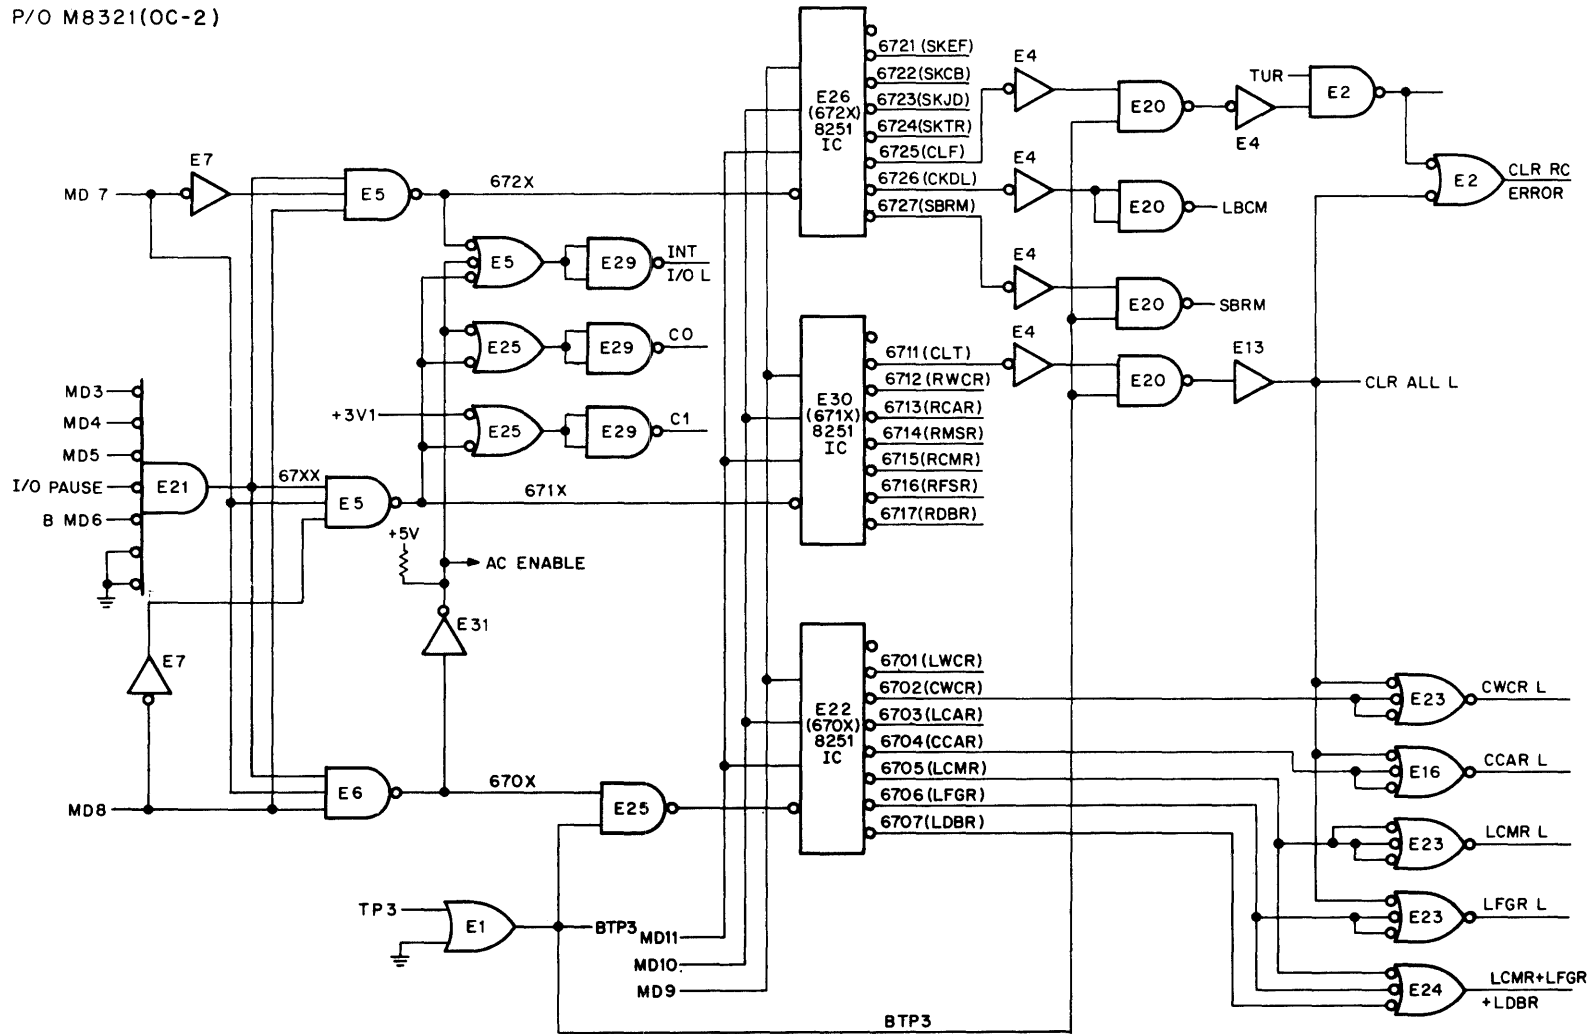 P/O M8321(OC-2)
6721 (SKEF)
6722 (SKCB)
6723 (SKJD)
6724 (SKTR)
6725 (CLF)
6726 (CKDL)
6727 (SBRM)
E26
(672X)
8251
IC
E4
E20
E4
TUR
E2
E2
CLR RC
ERROR
E4
E20
LBCM
E4
E20
SBRM
MD 7
E7
E5
672X
E5
E29
INT
I/O L
E25
E29
C0
+3V1
E25
E29
C1
MD3
MD4
MD5
I/O PAUSE
B MD6
E21
67XX
E5
671X
+5V
AC ENABLE
E31
E7
E30
(671X)
8251
IC
6711 (CLT)
6712 (RWCR)
6713 (RCAR)
6714 (RMSR)
6715 (RCMR)
6716 (RFSR)
6717 (RDBR)
E4
E20
E13
CLR ALL L
MD8
E6
670X
E25
E22
(670X)
8251
IC
6701 (LWCR)
6702 (CWCR)
6703 (LCAR)
6704 (CCAR)
6705 (LCMR)
6706 (LFGR)
6707 (LDBR)
E23
CWCR L
E16
CCAR L
E23
LCMR L
E23
LFGR L
E24
LCMR+LFGR
+LDBR
TP3
E1
BTP3
MD11
MD10
MD9
BTP3